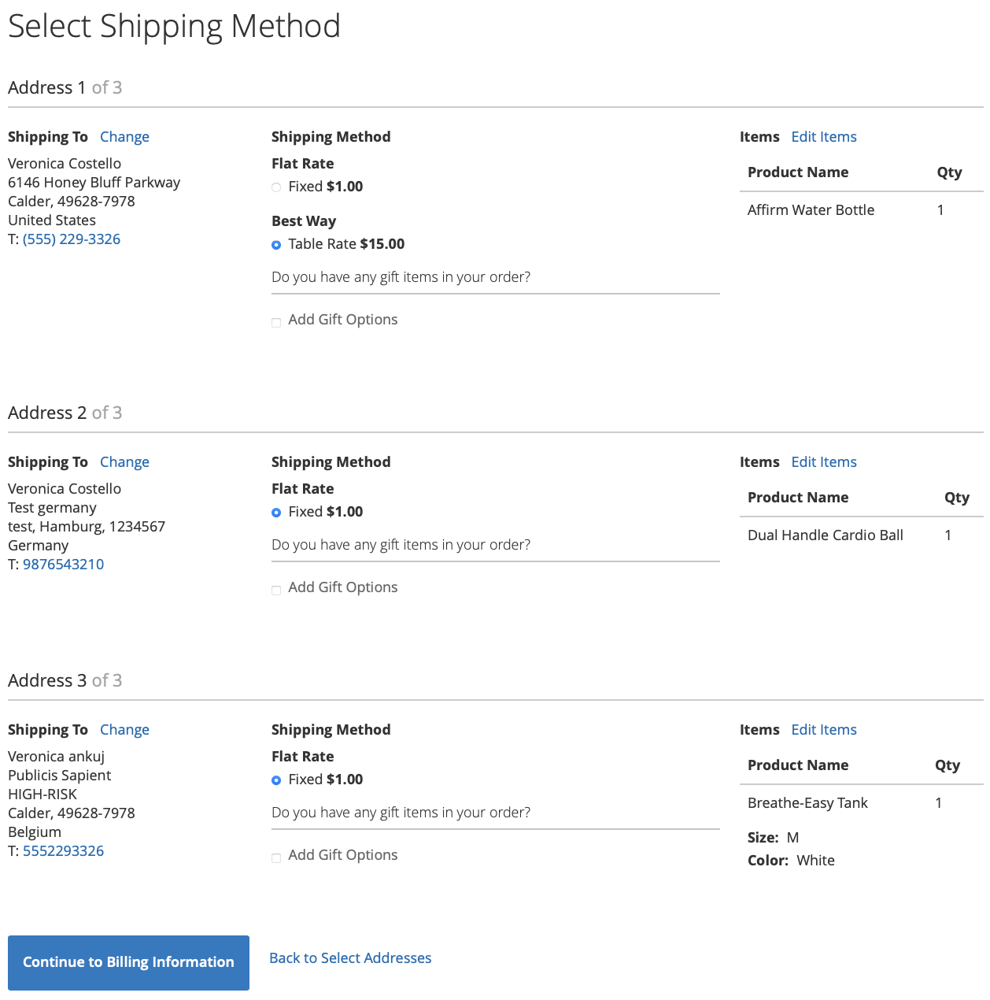 Select Shipping Method
Address 1 of 3
Shipping To Change
Veronica Costello
6146 Honey Bluff Parkway
Calder, 49628-7978
United States
T: (555) 229-3326
Shipping Method
Flat Rate
Fixed $1.00
Best Way
Table Rate $15.00
Do you have any gift items in your order?
Add Gift Options
Items Edit Items
Product Name Qty
Affirm Water Bottle 1
Address 2 of 3
Shipping To Change
Veronica Costello
Test germany
test, Hamburg, 1234567
Germany
T: 9876543210
Shipping Method
Flat Rate
Fixed $1.00
Do you have any gift items in your order?
Add Gift Options
Items Edit Items
Product Name Qty
Dual Handle Cardio Ball 1
Address 3 of 3
Shipping To Change
Veronica ankuj
Publicis Sapient
HIGH-RISK
Calder, 49628-7978
Belgium
T: 5552293326
Shipping Method
Flat Rate
Fixed $1.00
Do you have any gift items in your order?
Add Gift Options
Items Edit Items
Product Name Qty
Breathe-Easy Tank 1
Size: M
Color: White
Continue to Billing Information
Back to Select Addresses